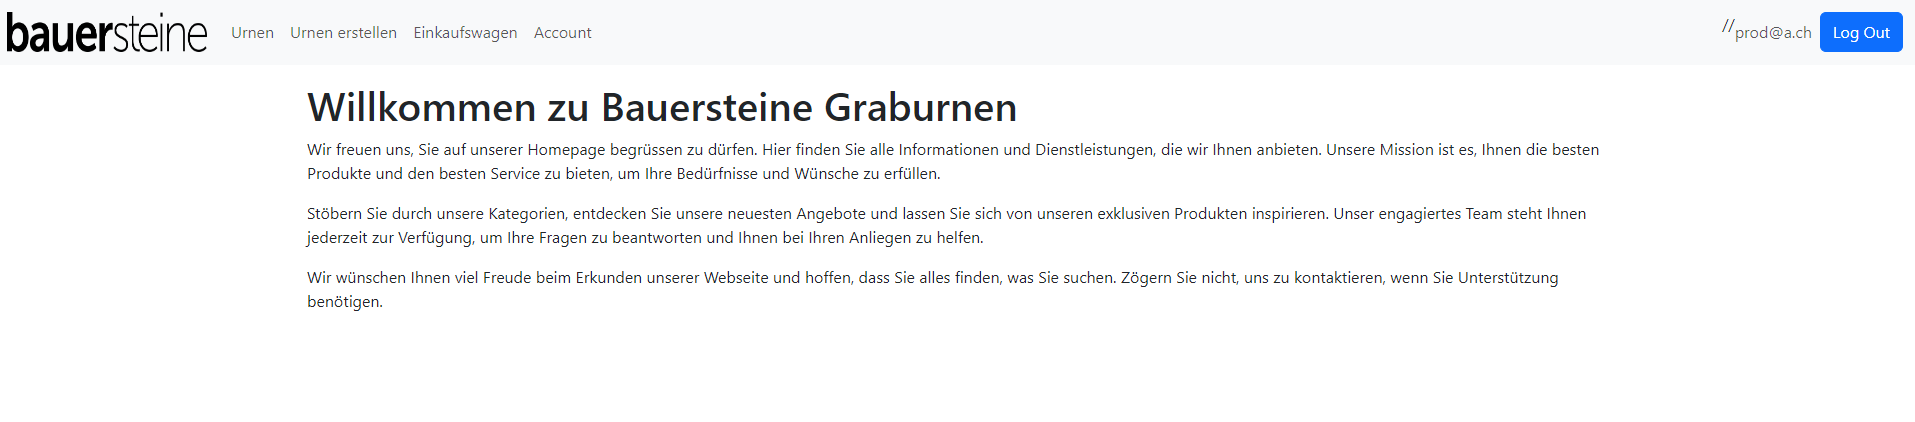 bauersteine Urnen Urnen erstellen Einkaufswagen Account //prod@a.ch Log Out
Willkommen zu Bauersteine Graburnen
Wir freuen uns, Sie auf unserer Homepage begrüssen zu dürfen. Hier finden Sie alle Informationen und Dienstleistungen, die wir Ihnen anbieten. Unsere Mission ist es, Ihnen die besten
Produkte und den besten Service zu bieten, um Ihre Bedürfnisse und Wünsche zu erfüllen.
Stöbern Sie durch unsere Kategorien, entdecken Sie unsere neuesten Angebote und lassen Sie sich von unseren exklusiven Produkten inspirieren. Unser engagiertes Team steht Ihnen
jederzeit zur Verfügung, um Ihre Fragen zu beantworten und Ihnen bei Ihren Anliegen zu helfen.
Wir wünschen Ihnen viel Freude beim Erkunden unserer Webseite und hoffen, dass Sie alles finden, was Sie suchen. Zögern Sie nicht, uns zu kontaktieren, wenn Sie Unterstützung
benötigen.